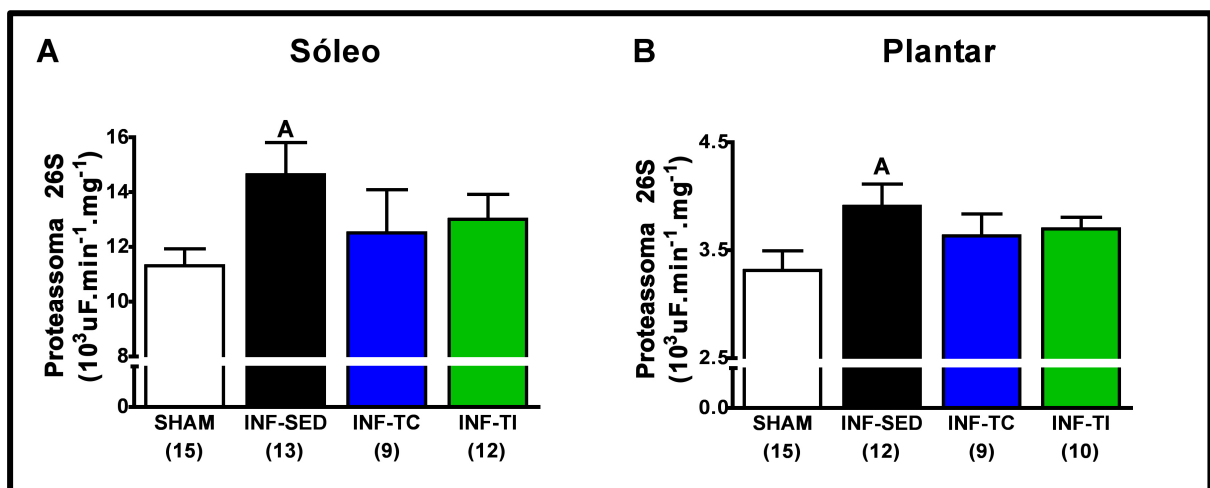 A
Sóleo
Proteassoma 26S
(10³uF.min⁻¹.mg⁻¹)
16
14
12
10
8
0
A
SHAM
(15)
INF-SED
(13)
INF-TC
(9)
INF-TI
(12)
B
Plantar
Proteassoma 26S
(10³uF.min⁻¹.mg⁻¹)
4.5
3.5
2.5
0.0
A
SHAM
(15)
INF-SED
(12)
INF-TC
(9)
INF-TI
(10)